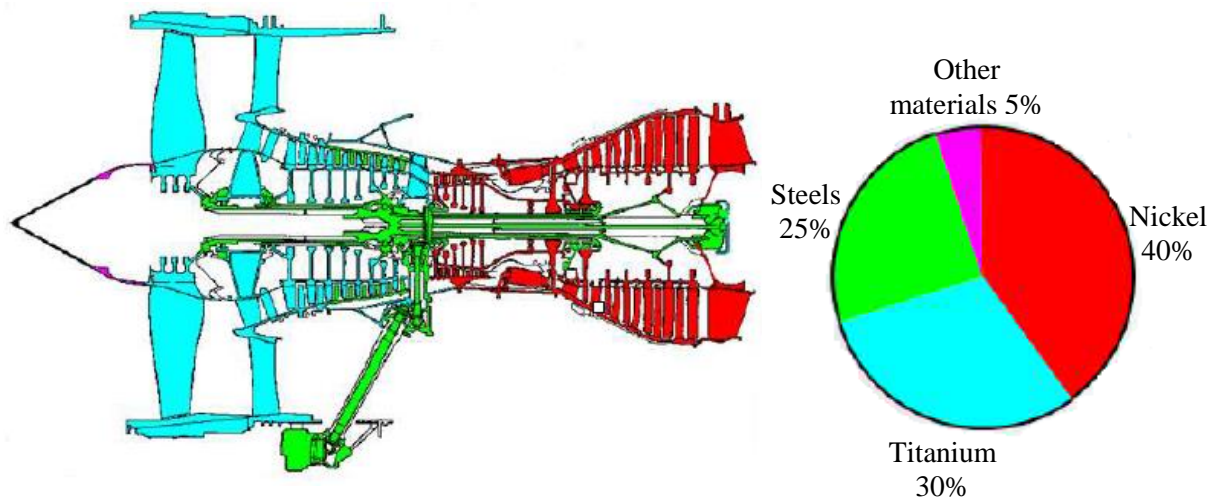 Other
materials 5%
Steels
25%
Nickel
40%
Titanium
30%